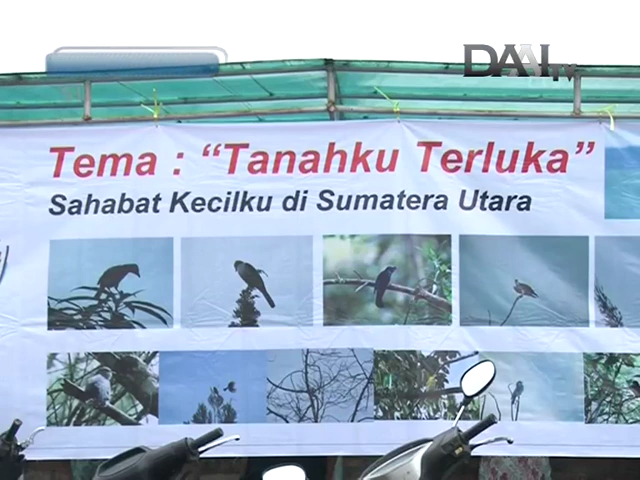 DAAI TV
Tema : “Tanahku Terluka”
Sahabat Kecilku di Sumatera Utara